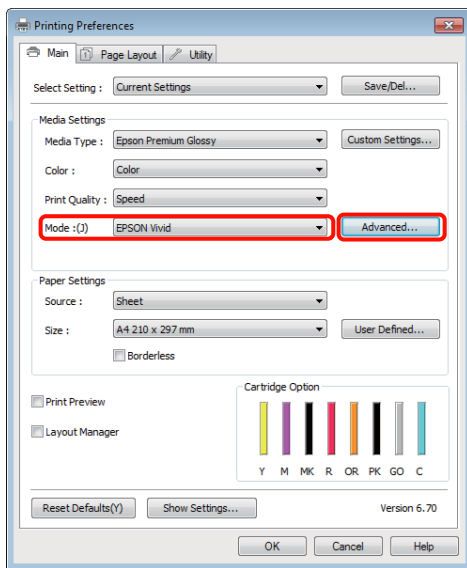 Printing Preferences
Main Page Layout Utility
Select Setting : Current Settings Save/Del...
Media Settings
Media Type : Epson Premium Glossy Custom Settings...
Color : Color
Print Quality : Speed
Mode :(J) EPSON Vivid Advanced...
Paper Settings
Source : Sheet
Size : A4 210 x 297 mm User Defined...
Borderless
Cartridge Option
Print Preview
Layout Manager
Y M MK R OR PK GO C
Reset Defaults(Y) Show Settings... Version 6.70
OK Cancel Help